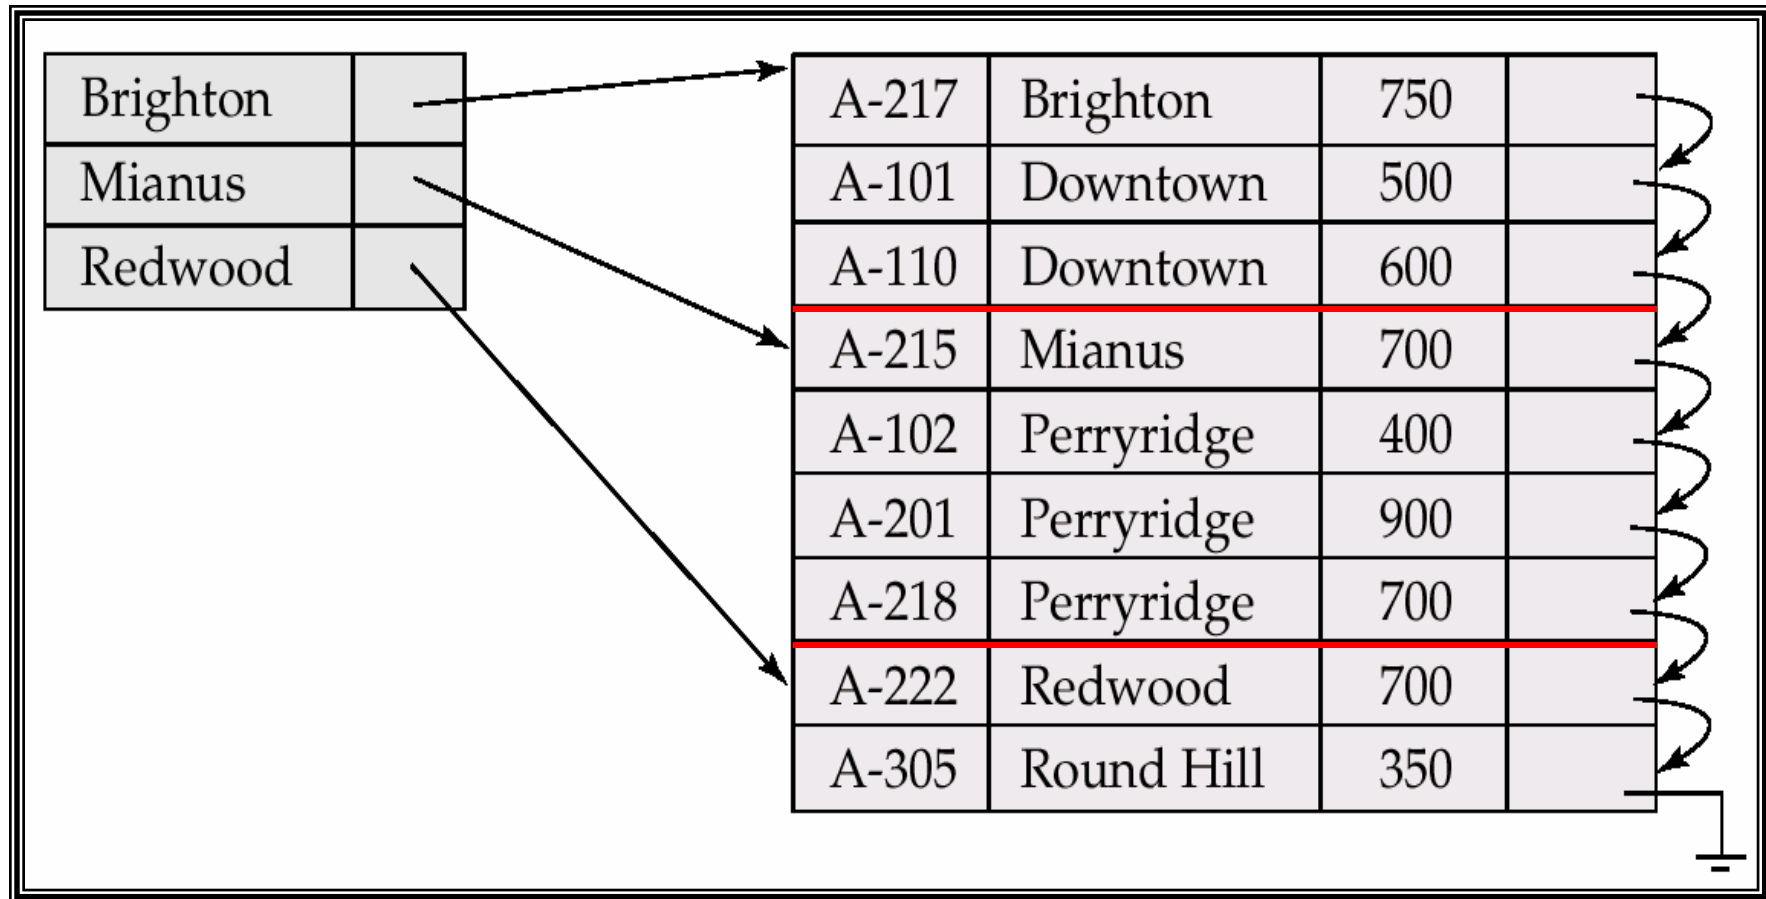 Brighton
Mianus
Redwood
A-217 Brighton 750
A-101 Downtown 500
A-110 Downtown 600
A-215 Mianus 700
A-102 Perryridge 400
A-201 Perryridge 900
A-218 Perryridge 700
A-222 Redwood 700
A-305 Round Hill 350